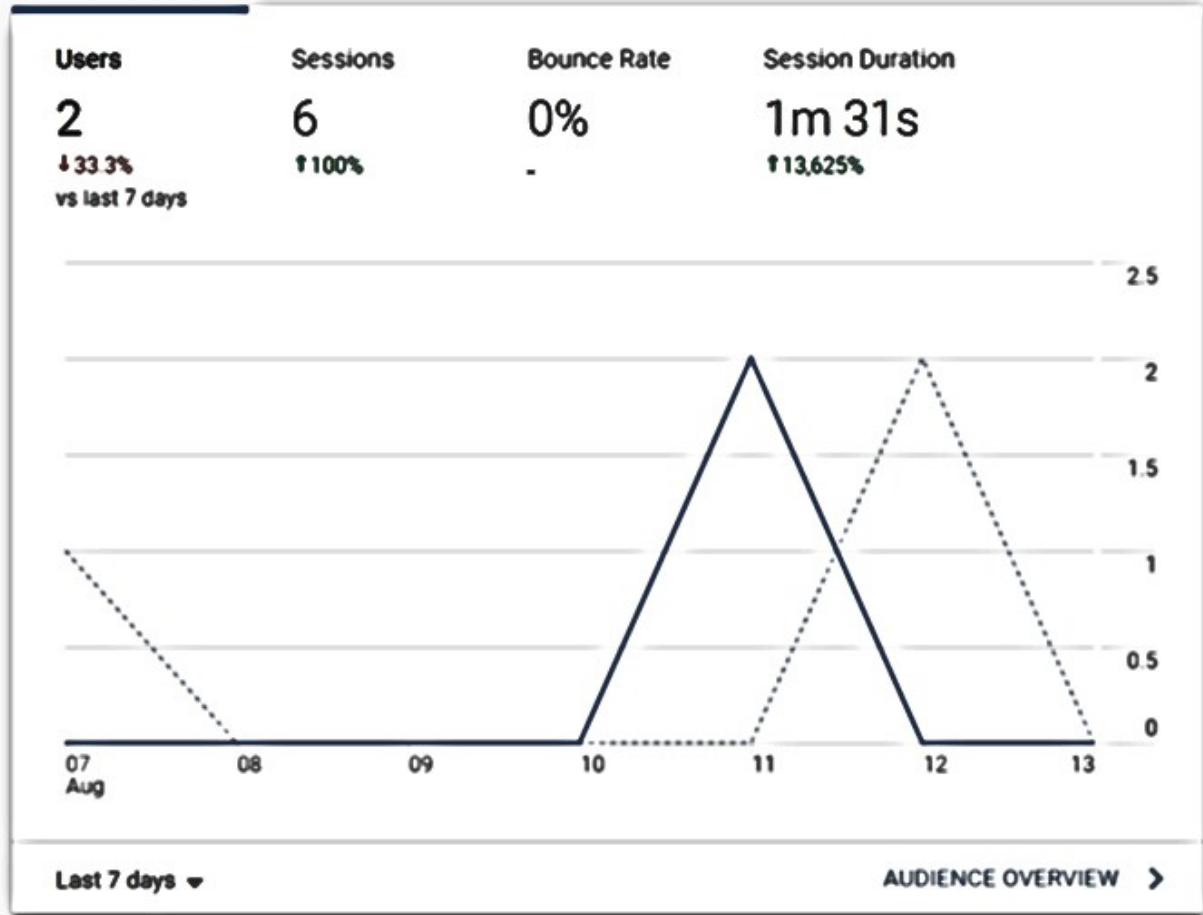 Users Sessions Bounce Rate Session Duration
2 6 0% 1m 31s
↓33.3% ↑100% - ↑13,625%
vs last 7 days
2.5
2
1.5
1
0.5
0
07 08 09 10 11 12 13
Aug
Last 7 days AUDIENCE OVERVIEW